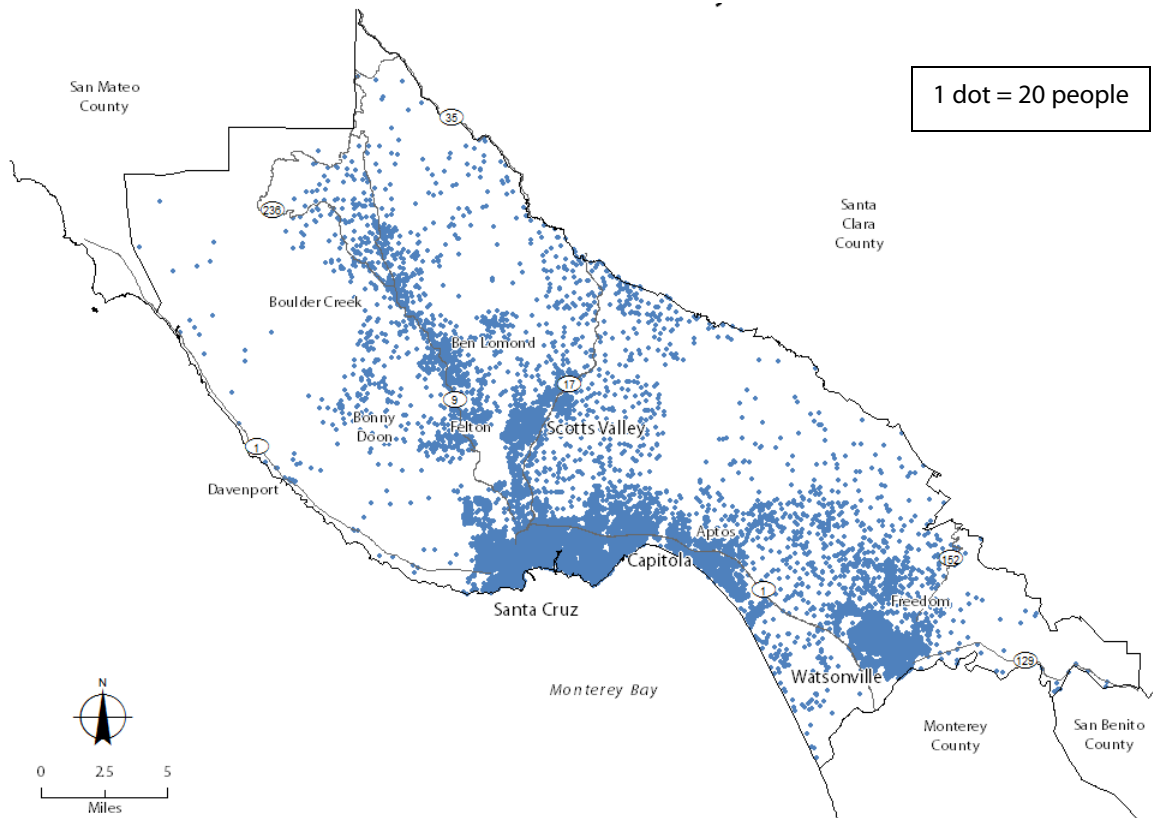 San Mateo
County
1 dot = 20 people
35
Santa
Clara
County
236
Boulder Creek
Ben Lomond
17
9
Bonny
Doon
Felton
Scotts Valley
1
Davenport
Aptos
Capitola
152
1
Freedom
Santa Cruz
129
Watsonville
Monterey Bay
N
Monterey
County
San Benito
County
0 2.5 5
Miles